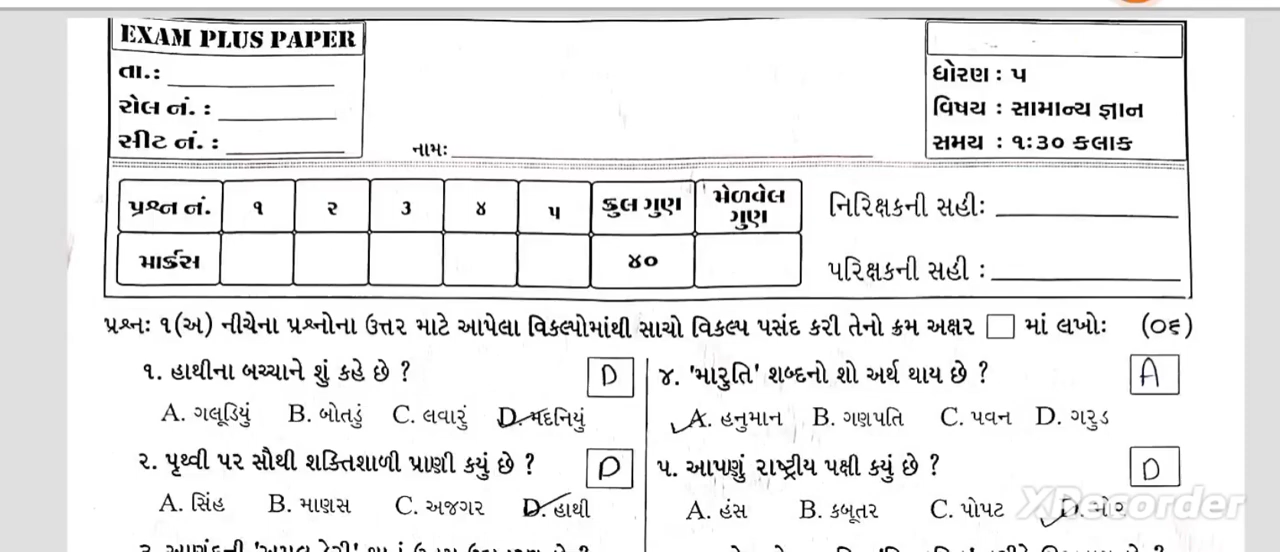 EXAM PLUS PAPER
તા.:
રોલ નં. :
સીટ નં. :
નામઃ
ધોરણ : ૫
વિષય : સામાન્ય જ્ઞાન
સમય : ૧:૩૦ કલાક
પ્રશ્ન નં. ૧ ૨ ૩ ૪ ૫ કુલ ગુણ મેળવેલ ગુણ
માર્ક્સ ૪૦
નિરિક્ષકની સહીઃ
પરિક્ષકની સહી :
પ્રશ્નઃ ૧(અ) નીચેના પ્રશ્નોના ઉત્તર માટે આપેલા વિકલ્પોમાંથી સાચો વિકલ્પ પસંદ કરી તેનો ક્રમ અક્ષર માં લખોઃ (૦૬)
૧. હાથીના બચ્ચાને શું કહે છે ? D
A. ગલૂડિયું B. બોતડું C. લવારું D. મદનિયું
૨. પૃથ્વી પર સૌથી શક્તિશાળી પ્રાણી કયું છે ? D
A. સિંહ B. માણસ C. અજગર D. હાથી
૪. 'મારુતિ' શબ્દનો શો અર્થ થાય છે ? A
A. હનુમાન B. ગણપતિ C. પવન D. ગરુડ
૫. આપણું રાષ્ટ્રીય પક્ષી કયું છે ? D
A. હંસ B. કબૂતર C. પોપટ D. મોર
XRecorder